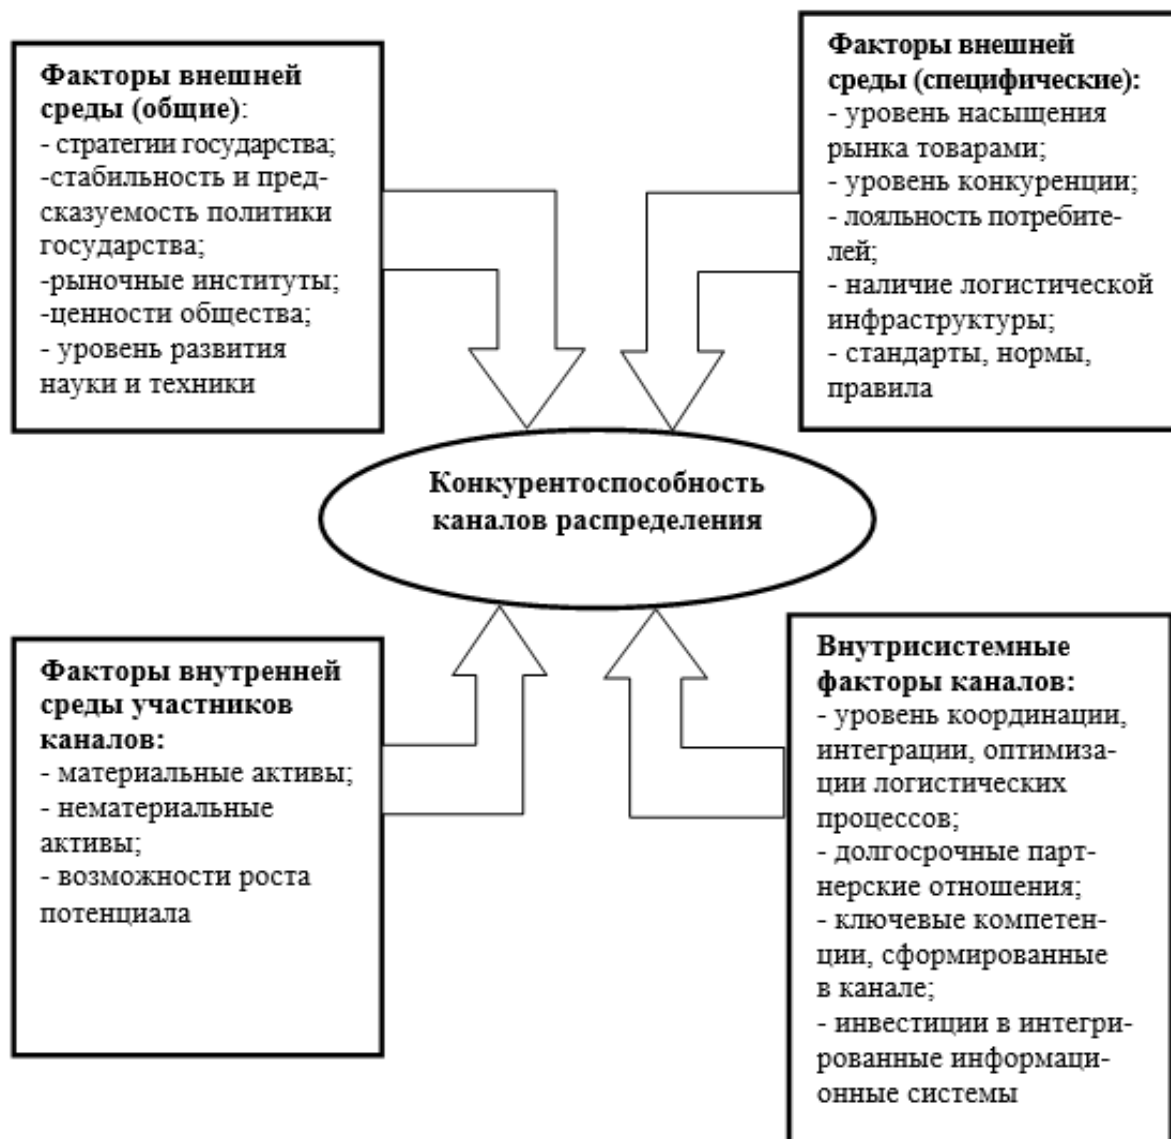 Факторы внешней
среды (общие):
- стратегии государства;
-стабильность и пред-
сказуемость политики
государства;
-рыночные институты;
-ценности общества;
- уровень развития
науки и техники
Факторы внешней
среды (специфические):
- уровень насыщения
рынка товарами;
- уровень конкуренции;
- лояльность потребите-
лей;
- наличие логистической
инфраструктуры;
- стандарты, нормы,
правила
Конкурентоспособность
каналов распределения
Факторы внутренней
среды участников
каналов:
- материальные активы;
- нематериальные
активы;
- возможности роста
потенциала
Внутрисистемные
факторы каналов:
- уровень координации,
интеграции, оптимиза-
ции логистических
процессов;
- долгосрочные парт-
нерские отношения;
- ключевые компетен-
ции, сформированные
в канале;
- инвестиции в интегри-
рованные информаци-
онные системы